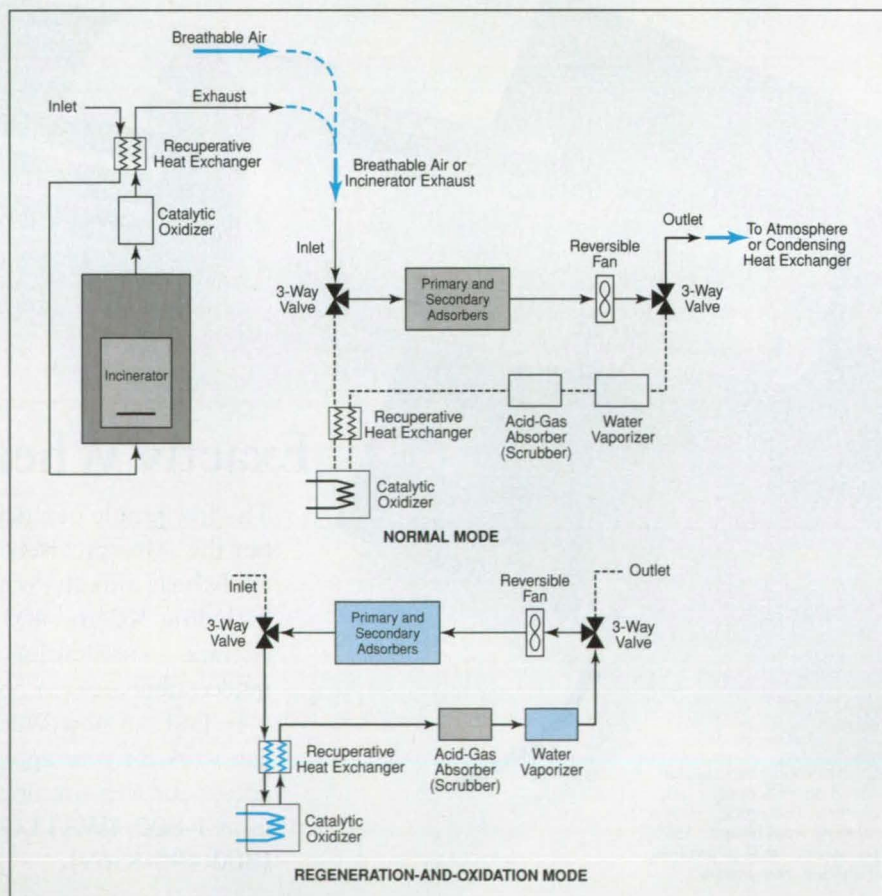 Breathable Air
Inlet
Exhaust
Recuperative
Heat Exchanger
Breathable Air or
Incinerator Exhaust
Catalytic
Oxidizer
Incinerator
Inlet
3-Way
Valve
Primary and
Secondary
Adsorbers
Reversible
Fan
Outlet
To Atmosphere
or Condensing
Heat Exchanger
3-Way
Valve
Recuperative
Heat Exchanger
Acid-Gas
Absorber
(Scrubber)
Water
Vaporizer
Catalytic
Oxidizer
NORMAL MODE
Inlet
3-Way
Valve
Primary and
Secondary
Adsorbers
Reversible
Fan
Outlet
3-Way
Valve
Recuperative
Heat Exchanger
Acid-Gas
Absorber
(Scrubber)
Water
Vaporizer
Catalytic
Oxidizer
REGENERATION-AND-OXIDATION MODE